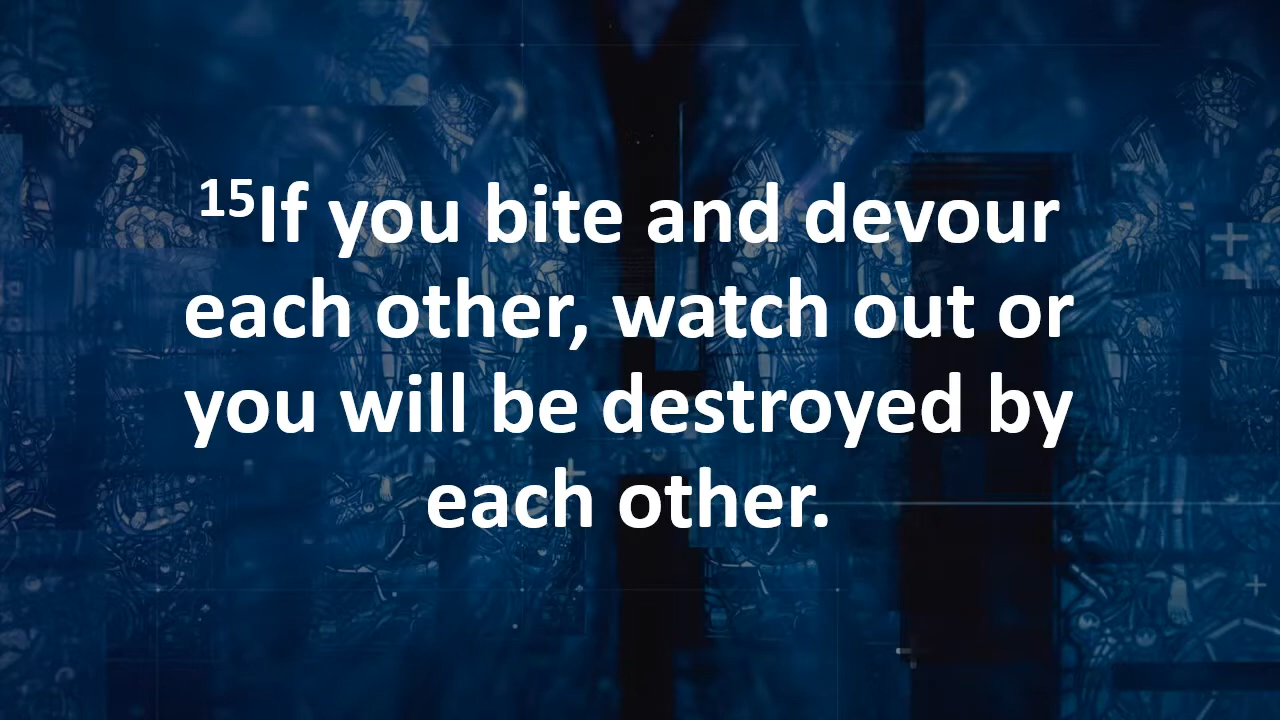 ¹⁵If you bite and devour
each other, watch out or
you will be destroyed by
each other.